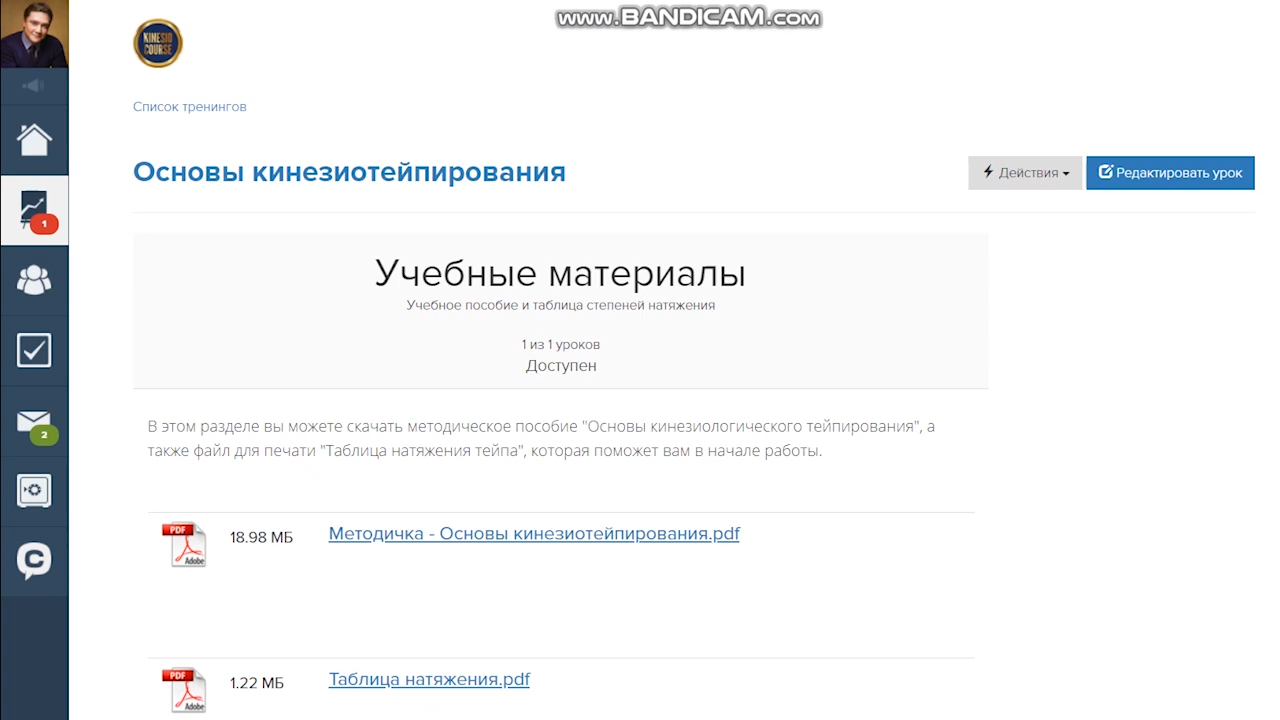 www.BANDICAM.com
KINESIO
COURSE
Список тренингов
Основы кинезиотейпирования
Действия
Редактировать урок
1
Учебные материалы
Учебное пособие и таблица степеней натяжения
1 из 1 уроков
Доступен
В этом разделе вы можете скачать методическое пособие "Основы кинезиологического тейпирования", а
также файл для печати "Таблица натяжения тейпа", которая поможет вам в начале работы.
2
PDF
Adobe
18.98 МБ
Методичка - Основы кинезиотейпирования.pdf
PDF
Adobe
1.22 МБ
Таблица натяжения.pdf